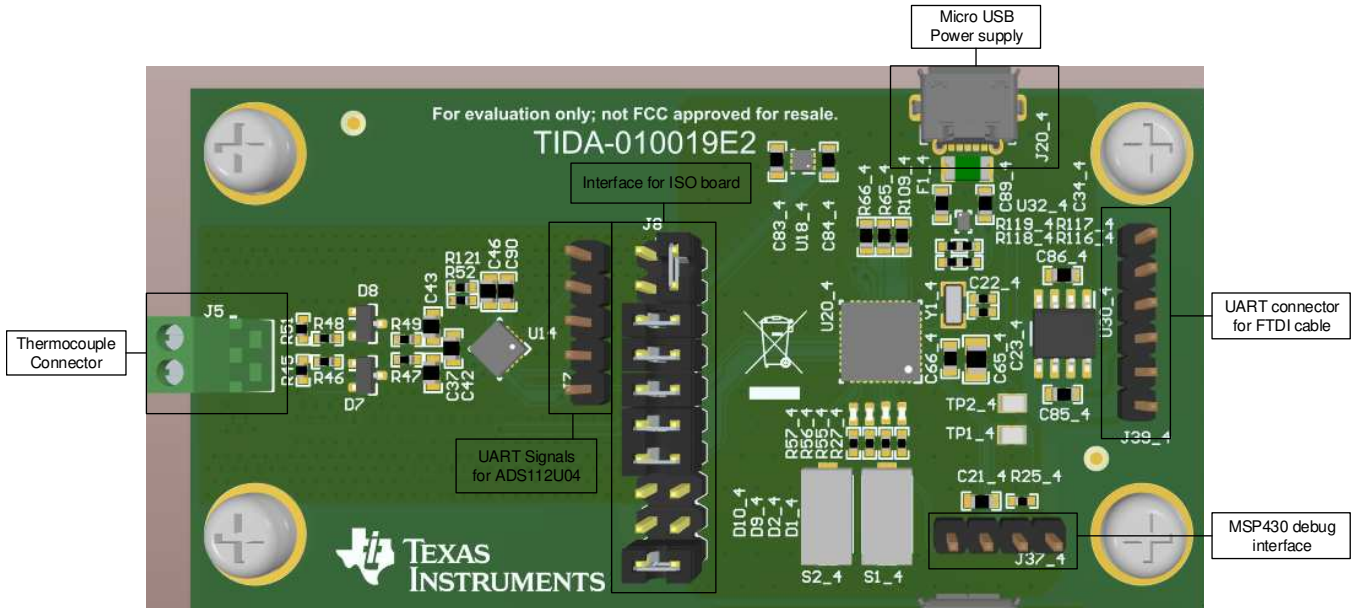 Micro USB
Power supply
For evaluation only; not FCC approved for resale.
TIDA-010019E2
Interface for ISO board
J20_4
F1_4
C89_4
C34_4
R66_4
R65_4
R109_4
U32_4
C83_4
U18_4
C84_4
R119_4 R117_4
R118_4 R116_4
J6
R121
R52
C46
C90
C86_4
C43
D8
J5
R51
R48
R49
U14
U20_4
Y1_4
C22_4
U30_4
UART connector
for FTDI cable
Thermocouple
Connector
R45
R46
R47
C37
C42
D7
C66_4
C65_4
C23_4
TP2_4
C85_4
TP1_4
J39_4
UART Signals
for ADS112U04
R57_4
R56_4
R55_4
R27_4
C21_4 R25_4
D10_4
D9_4
D2_4
D1_4
MSP430 debug
interface
J37_4
TEXAS
INSTRUMENTS
S2_4
S1_4